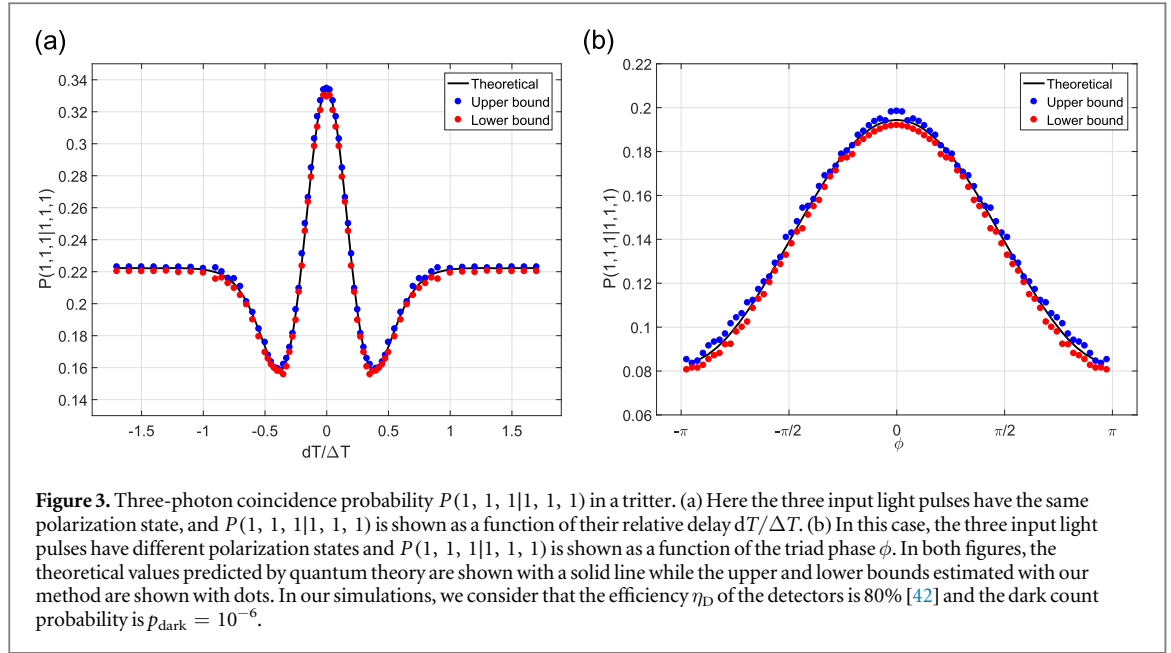 (a)
P(1,1,1|1,1,1)
0.34
0.32
0.3
0.28
0.26
0.24
0.22
0.2
0.18
0.16
0.14
Theoretical
Upper bound
Lower bound
-1.5 -1 -0.5 0 0.5 1 1.5
dT/ΔT
(b)
P(1,1,1|1,1,1)
0.22
0.2
0.18
0.16
0.14
0.12
0.1
0.08
0.06
Theoretical
Upper bound
Lower bound
-π -π/2 0 π/2 π
ϕ
Figure 3. Three-photon coincidence probability P(1, 1, 1|1, 1, 1) in a tritter. (a) Here the three input light pulses have the same
polarization state, and P(1, 1, 1|1, 1, 1) is shown as a function of their relative delay dT/ΔT. (b) In this case, the three input light
pulses have different polarization states and P(1, 1, 1|1, 1, 1) is shown as a function of the triad phase ϕ. In both figures, the
theoretical values predicted by quantum theory are shown with a solid line while the upper and lower bounds estimated with our
method are shown with dots. In our simulations, we consider that the efficiency η_D of the detectors is 80% [42] and the dark count
probability is p_dark = 10⁻⁶.